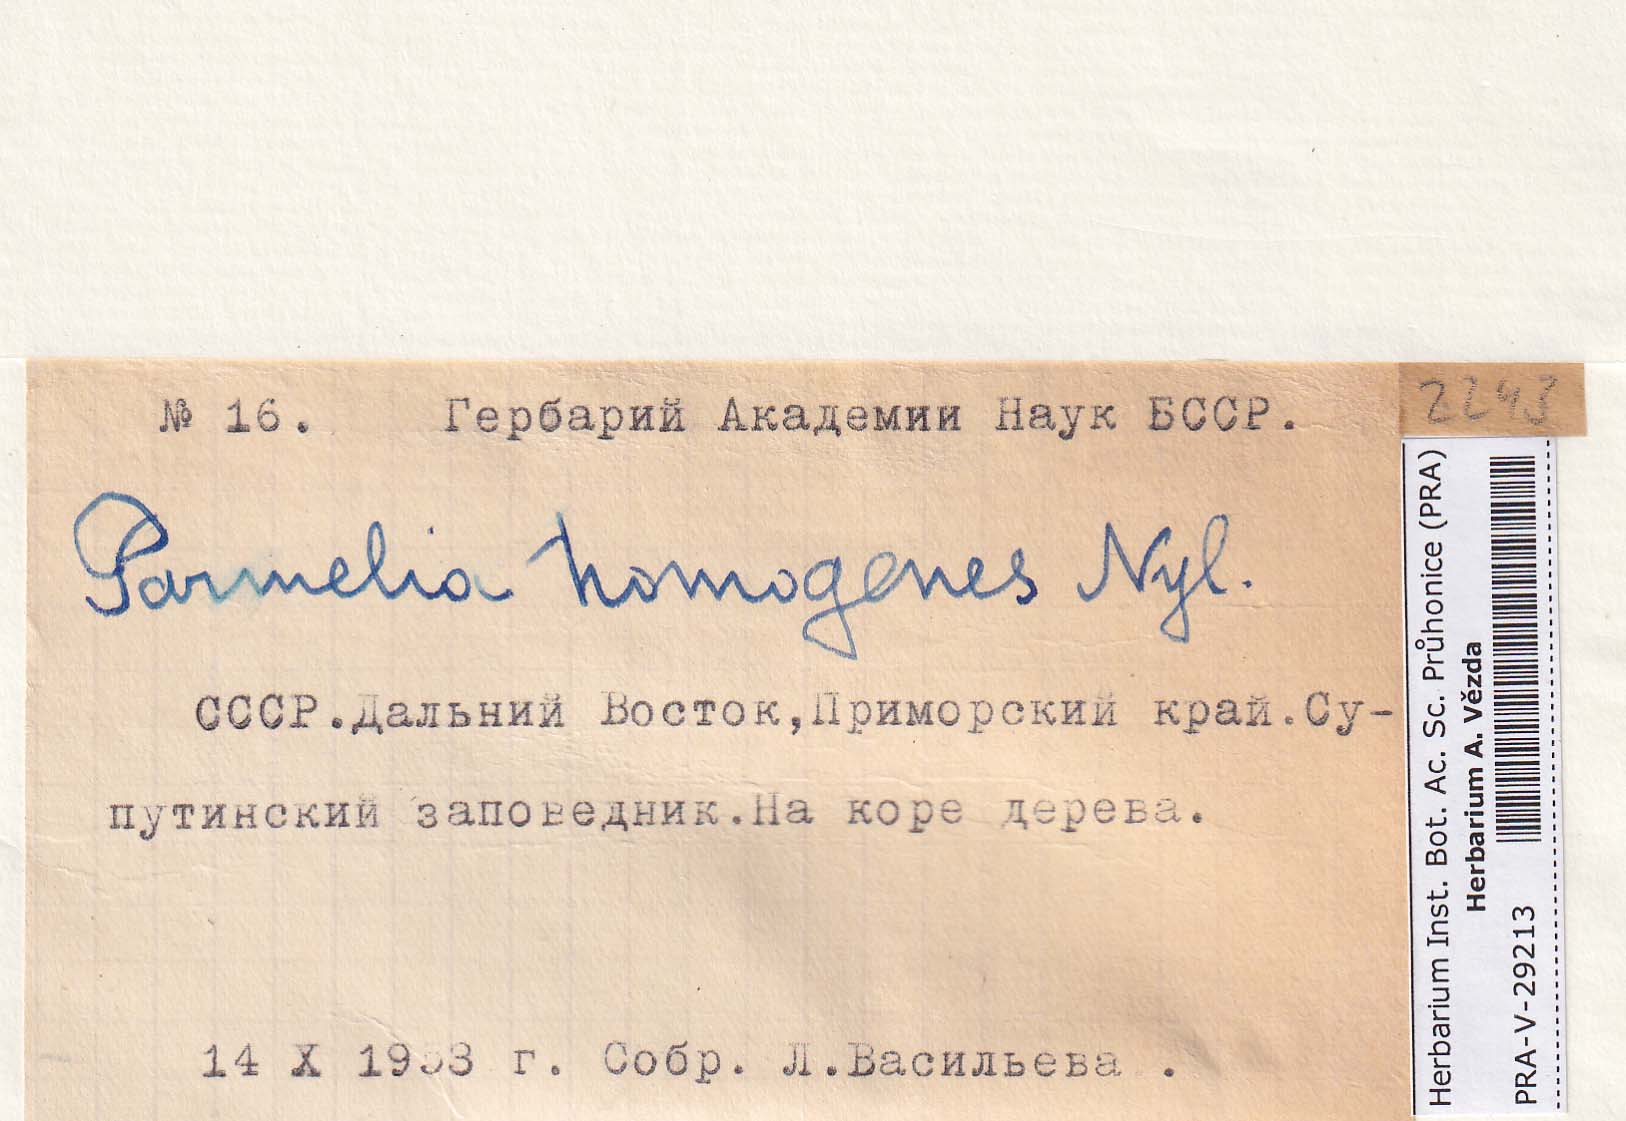 № 16. Гербарий Академии Наук БССР.
2243
Parmelia homogenes Nyl.
СССР.Дальний Восток,Приморский край.Су-
путинский заповедник.На коре дерева.
14 X г. Собр. Л.Васильева .
Herbarium Inst. Bot. Ac. Sc. Průhonice (PRA)
Herbarium A. Vězda
PRA-V-29213